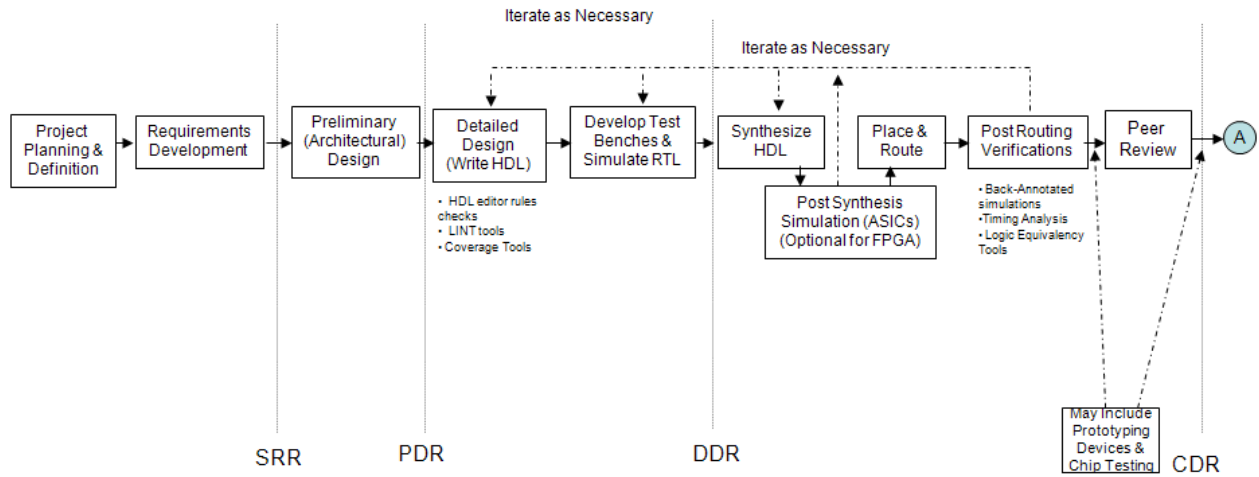 Iterate as Necessary
Iterate as Necessary
Project
Planning &
Definition
Requirements
Development
Preliminary
(Architectural)
Design
Detailed
Design
(Write HDL)
• HDL editor rules
checks
• LINT tools
• Coverage Tools
Develop Test
Benches &
Simulate RTL
Synthesize
HDL
Post Synthesis
Simulation (ASICs)
(Optional for FPGA)
Place &
Route
Post Routing
Verifications
• Back-Annotated
simulations
•Timing Analysis
• Logic Equivalency
Tools
Peer
Review
A
May Include
Prototyping
Devices &
Chip Testing
SRR
PDR
DDR
CDR